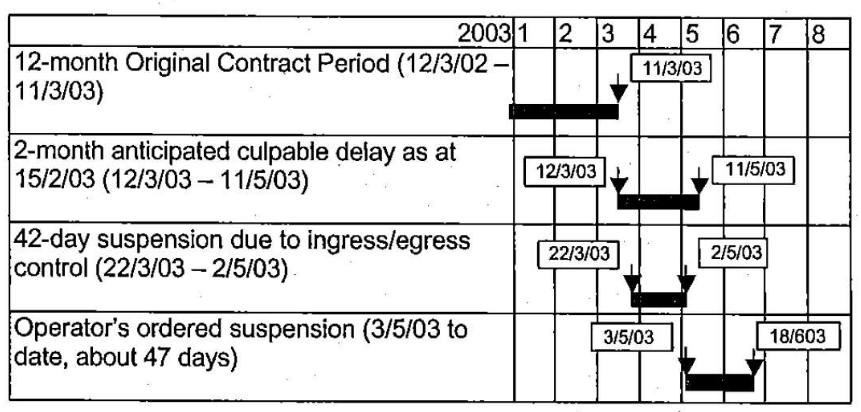 2003 1 2 3 4 5 6 7 8
12-month Original Contract Period (12/3/02 –
11/3/03)
11/3/03
2-month anticipated culpable delay as at
15/2/03 (12/3/03 – 11/5/03)
12/3/03
11/5/03
42-day suspension due to ingress/egress
control (22/3/03 – 2/5/03)
22/3/03
2/5/03
Operator's ordered suspension (3/5/03 to
date, about 47 days)
3/5/03
18/603